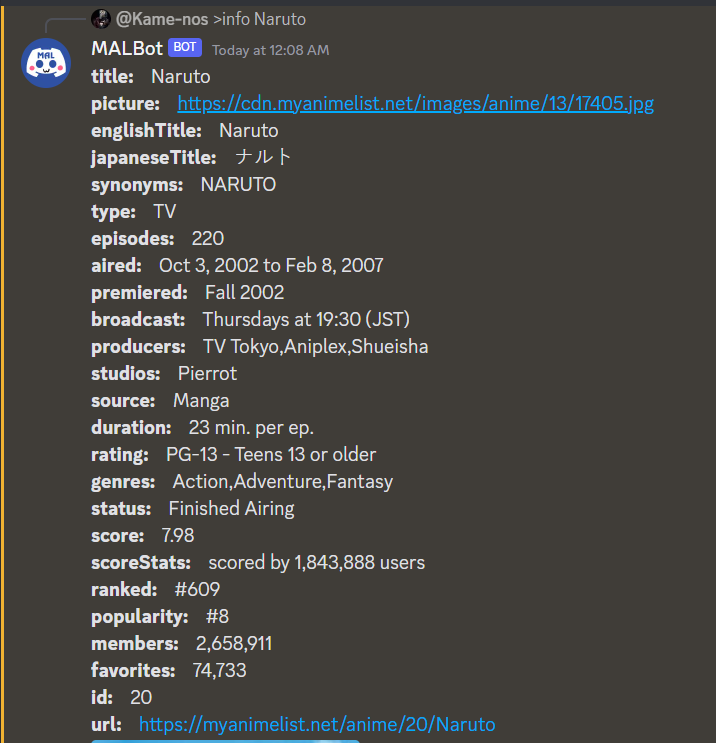 @Kame-nos >info Naruto
MAL
MALBot BOT Today at 12:08 AM
title: Naruto
picture: https://cdn.myanimelist.net/images/anime/13/17405.jpg
englishTitle: Naruto
japaneseTitle: ナルト
synonyms: NARUTO
type: TV
episodes: 220
aired: Oct 3, 2002 to Feb 8, 2007
premiered: Fall 2002
broadcast: Thursdays at 19:30 (JST)
producers: TV Tokyo,Aniplex,Shueisha
studios: Pierrot
source: Manga
duration: 23 min. per ep.
rating: PG-13 - Teens 13 or older
genres: Action,Adventure,Fantasy
status: Finished Airing
score: 7.98
scoreStats: scored by 1,843,888 users
ranked: #609
popularity: #8
members: 2,658,911
favorites: 74,733
id: 20
url: https://myanimelist.net/anime/20/Naruto